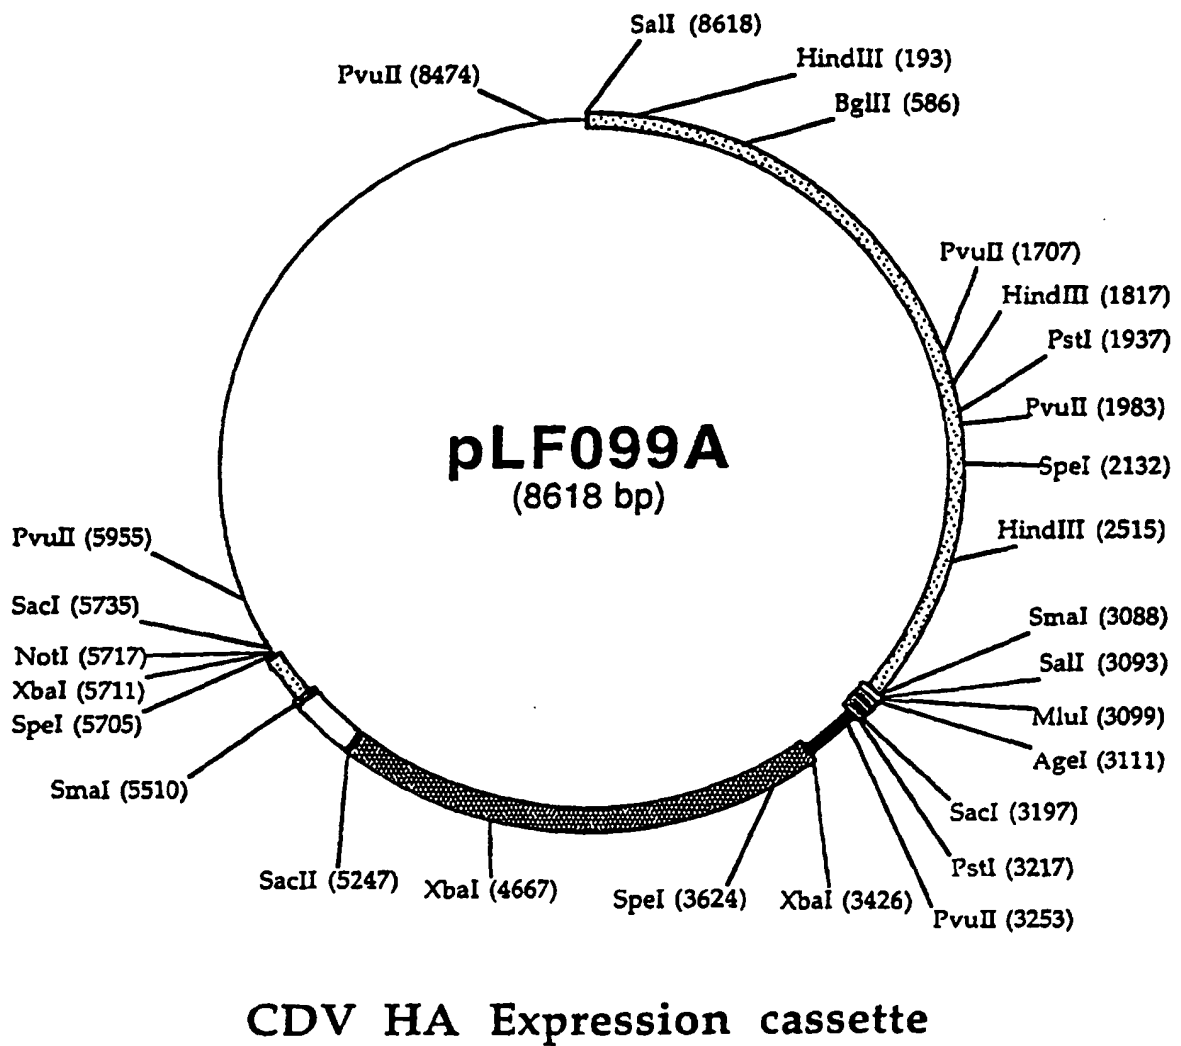 SalI (8618)
HindIII (193)
PvuII (8474)
BglII (586)
PvuII (1707)
HindIII (1817)
PstI (1937)
PvuII (1983)
pLF099A
(8618 bp)
SpeI (2132)
HindIII (2515)
PvuII (5955)
SacI (5735)
SmaI (3088)
NotI (5717)
SalI (3093)
XbaI (5711)
MluI (3099)
SpeI (5705)
AgeI (3111)
SmaI (5510)
SacI (3197)
PstI (3217)
SacII (5247)
XbaI (4667)
SpeI (3624)
XbaI (3426)
PvuII (3253)
CDV HA Expression cassette